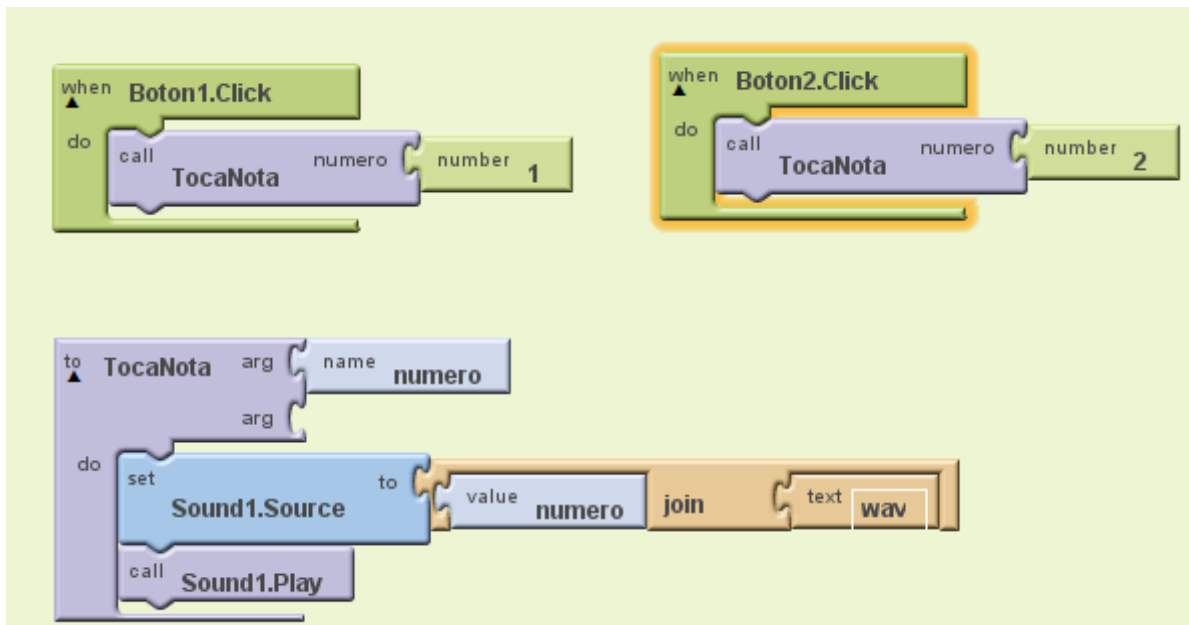 when Boton1.Click
do call TocaNota numero number 1
when Boton2.Click
do call TocaNota numero number 2
to TocaNota arg name numero
arg
do set Sound1.Source to value numero join text wav
call Sound1.Play